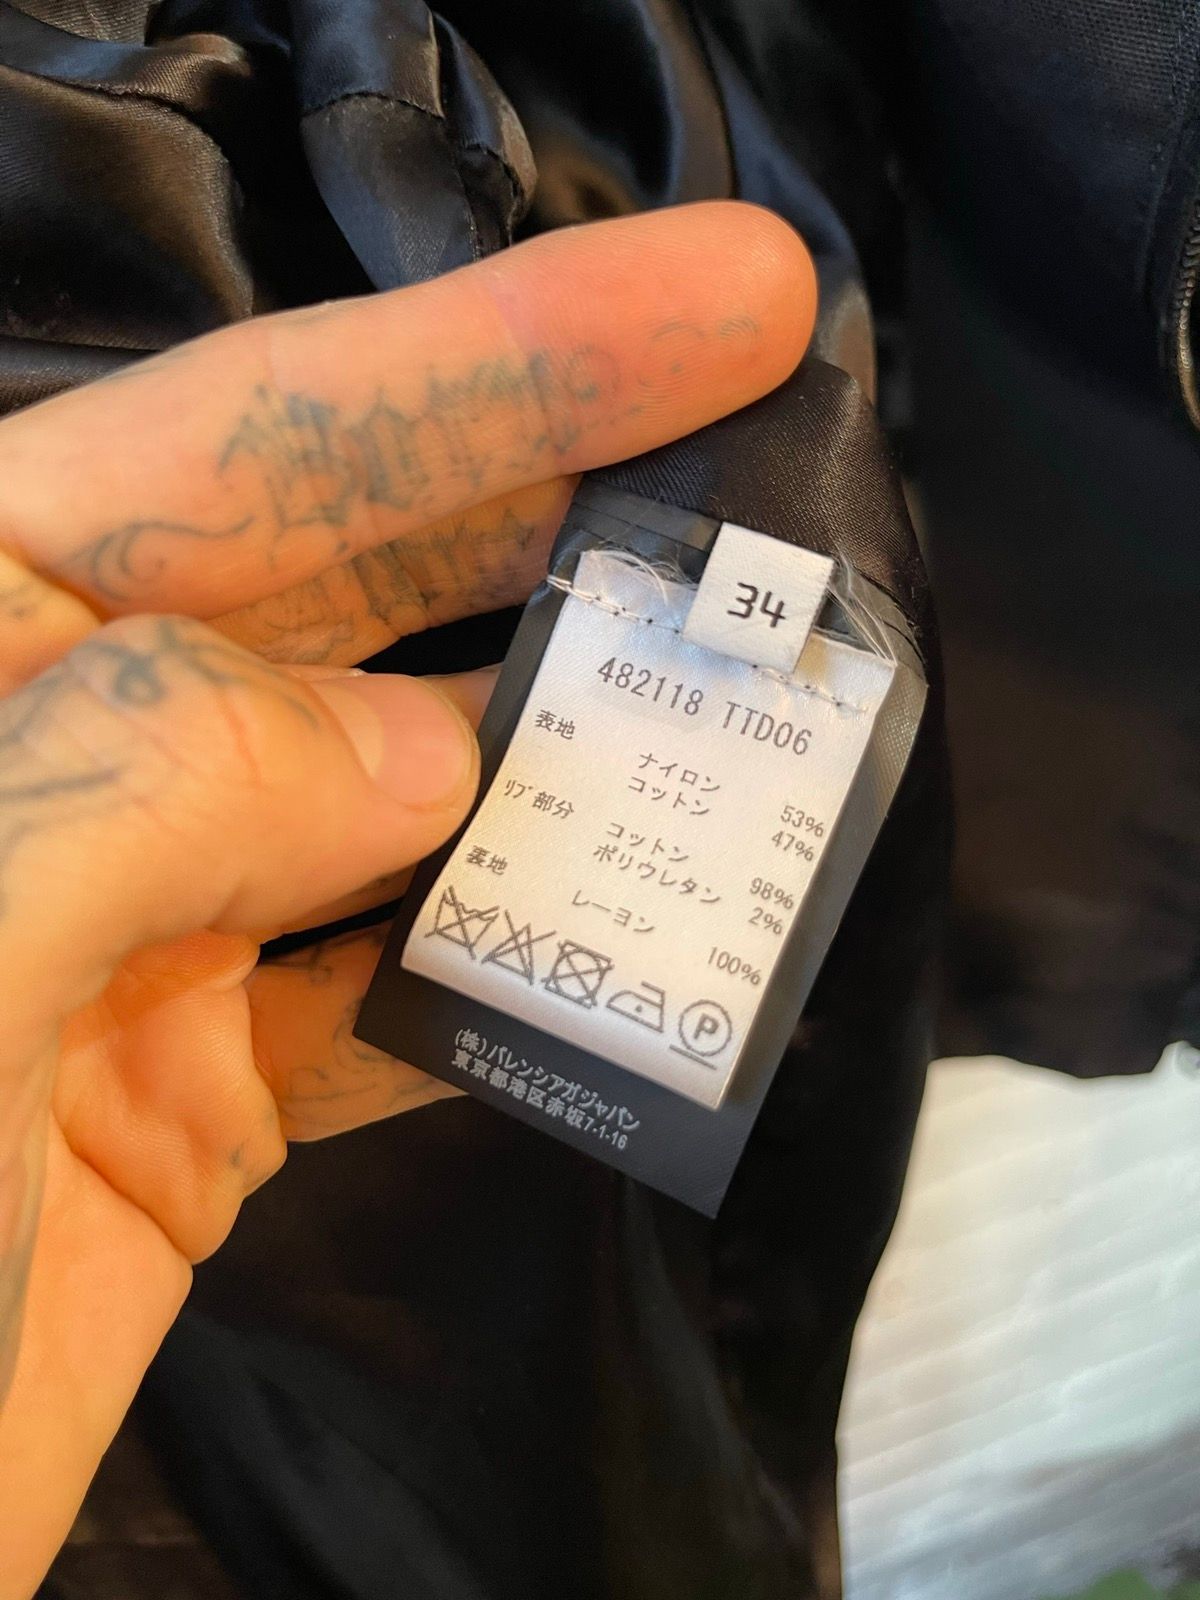 34
482118 TTD06
表地
ナイロン 53%
コットン 47%
リブ部分
コットン 98%
ポリウレタン 2%
裏地
レーヨン 100%
P
(株)バレンシアガジャパン
東京都港区赤坂7-1-16